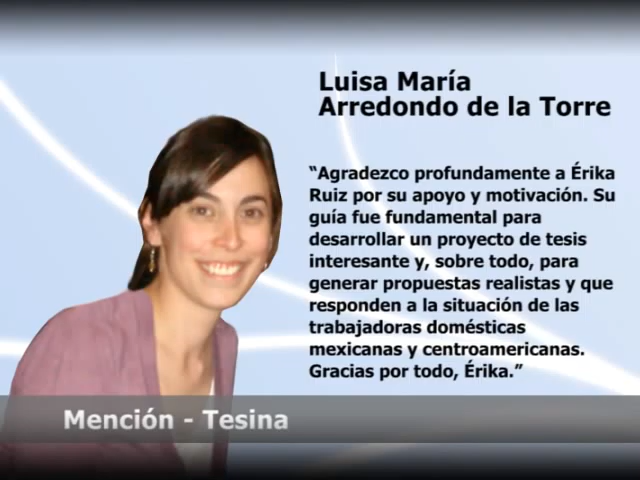 Luisa María
Arredondo de la Torre
“Agradezco profundamente a Érika
Ruiz por su apoyo y motivación. Su
guía fue fundamental para
desarrollar un proyecto de tesis
interesante y, sobre todo, para
generar propuestas realistas y que
responden a la situación de las
trabajadoras domésticas
mexicanas y centroamericanas.
Gracias por todo, Érika.”
Mención - Tesina